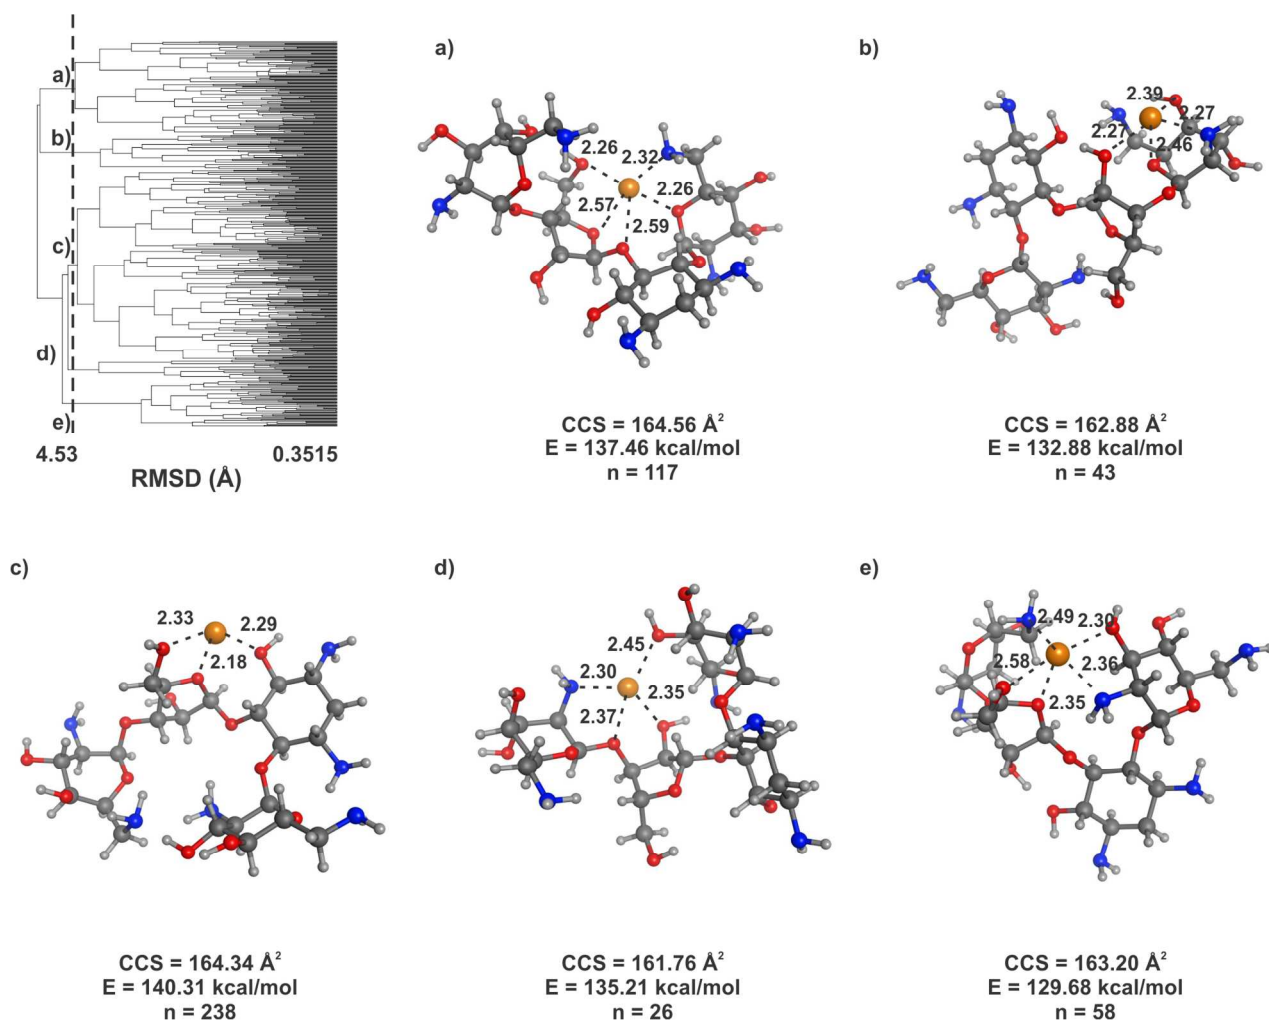 a)
b)
c)
d)
e)
4.53
0.3515
RMSD (Å)
a)
2.26
2.32
2.57
2.26
2.59
CCS = 164.56 Å²
E = 137.46 kcal/mol
n = 117
b)
2.39
2.27
2.27
2.46
CCS = 162.88 Å²
E = 132.88 kcal/mol
n = 43
c)
2.33
2.29
2.18
CCS = 164.34 Å²
E = 140.31 kcal/mol
n = 238
d)
2.45
2.30
2.35
2.37
CCS = 161.76 Å²
E = 135.21 kcal/mol
n = 26
e)
2.49
2.30
2.58
2.36
2.35
CCS = 163.20 Å²
E = 129.68 kcal/mol
n = 58